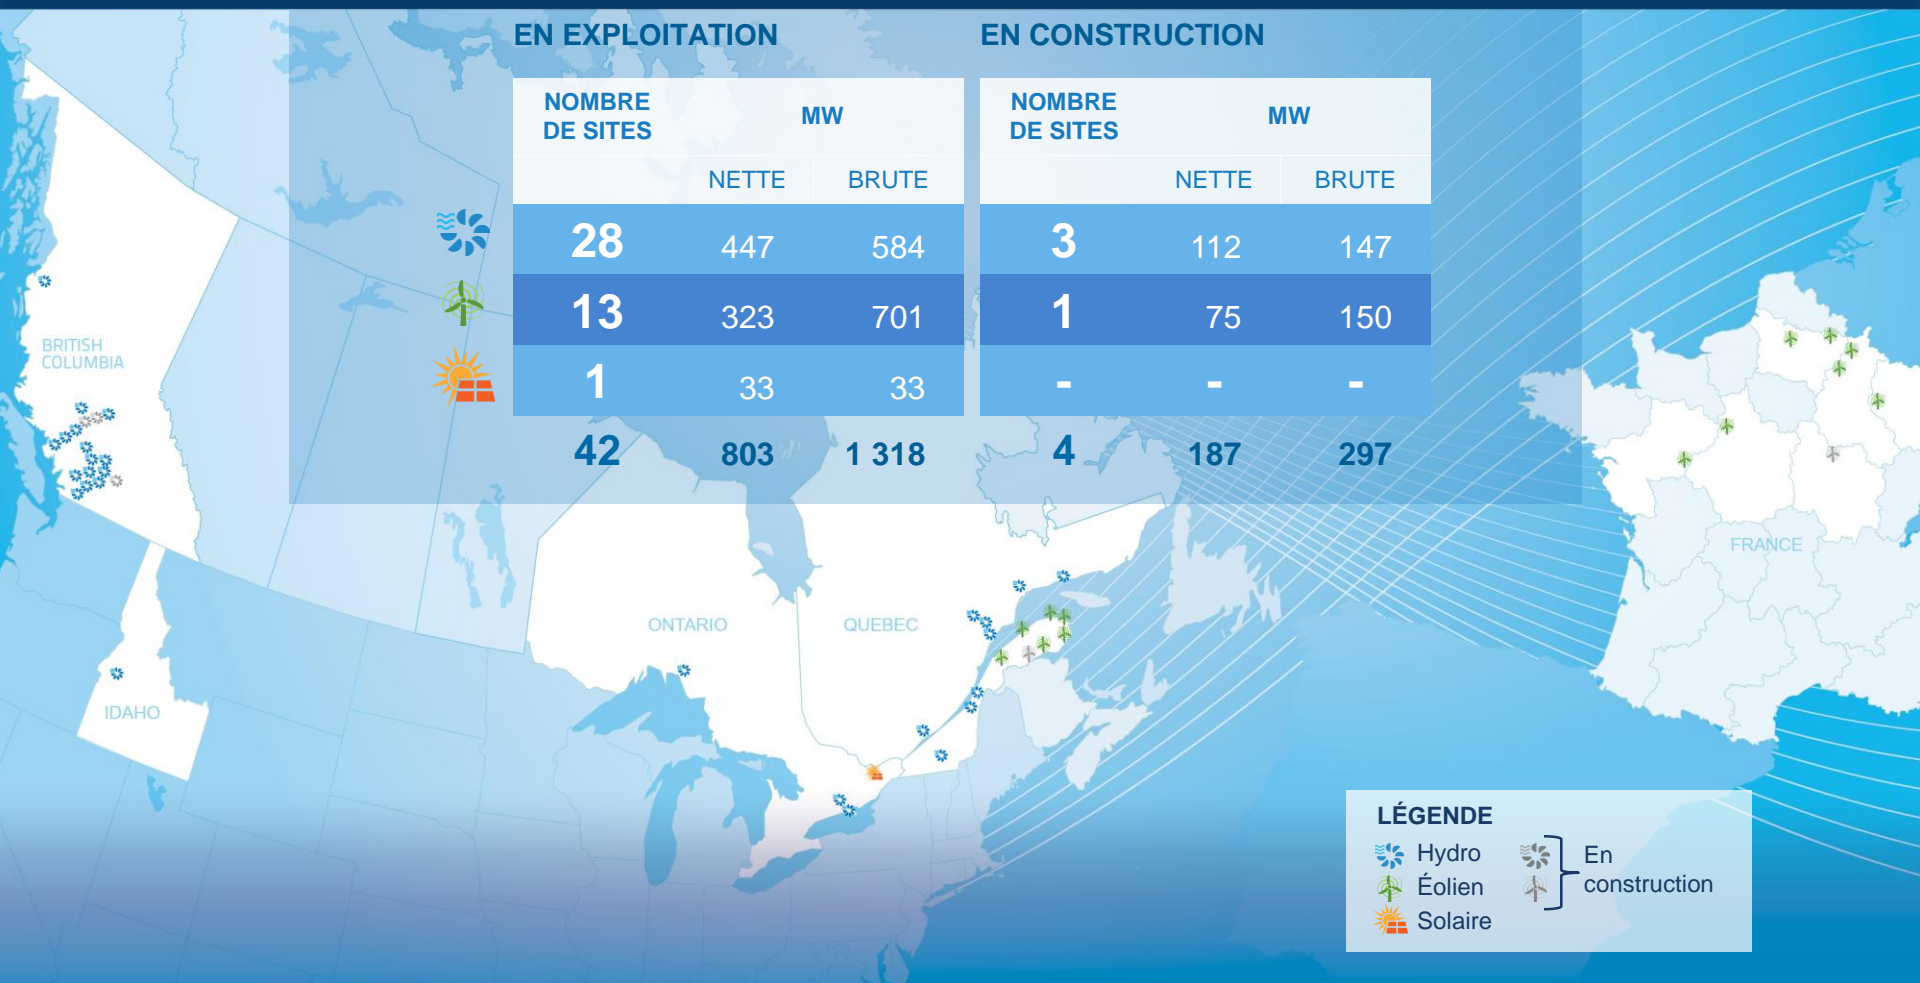 EN EXPLOITATION EN CONSTRUCTION
NOMBRE DE SITES MW NOMBRE DE SITES MW
NETTE BRUTE NETTE BRUTE
28 447 584 3 112 147
13 323 701 1 75 150
1 33 33 - - -
42 803 1 318 4 187 297
BRITISH
COLUMBIA
IDAHO
ONTARIO
QUEBEC
FRANCE
LÉGENDE
Hydro
Éolien
Solaire
En
construction